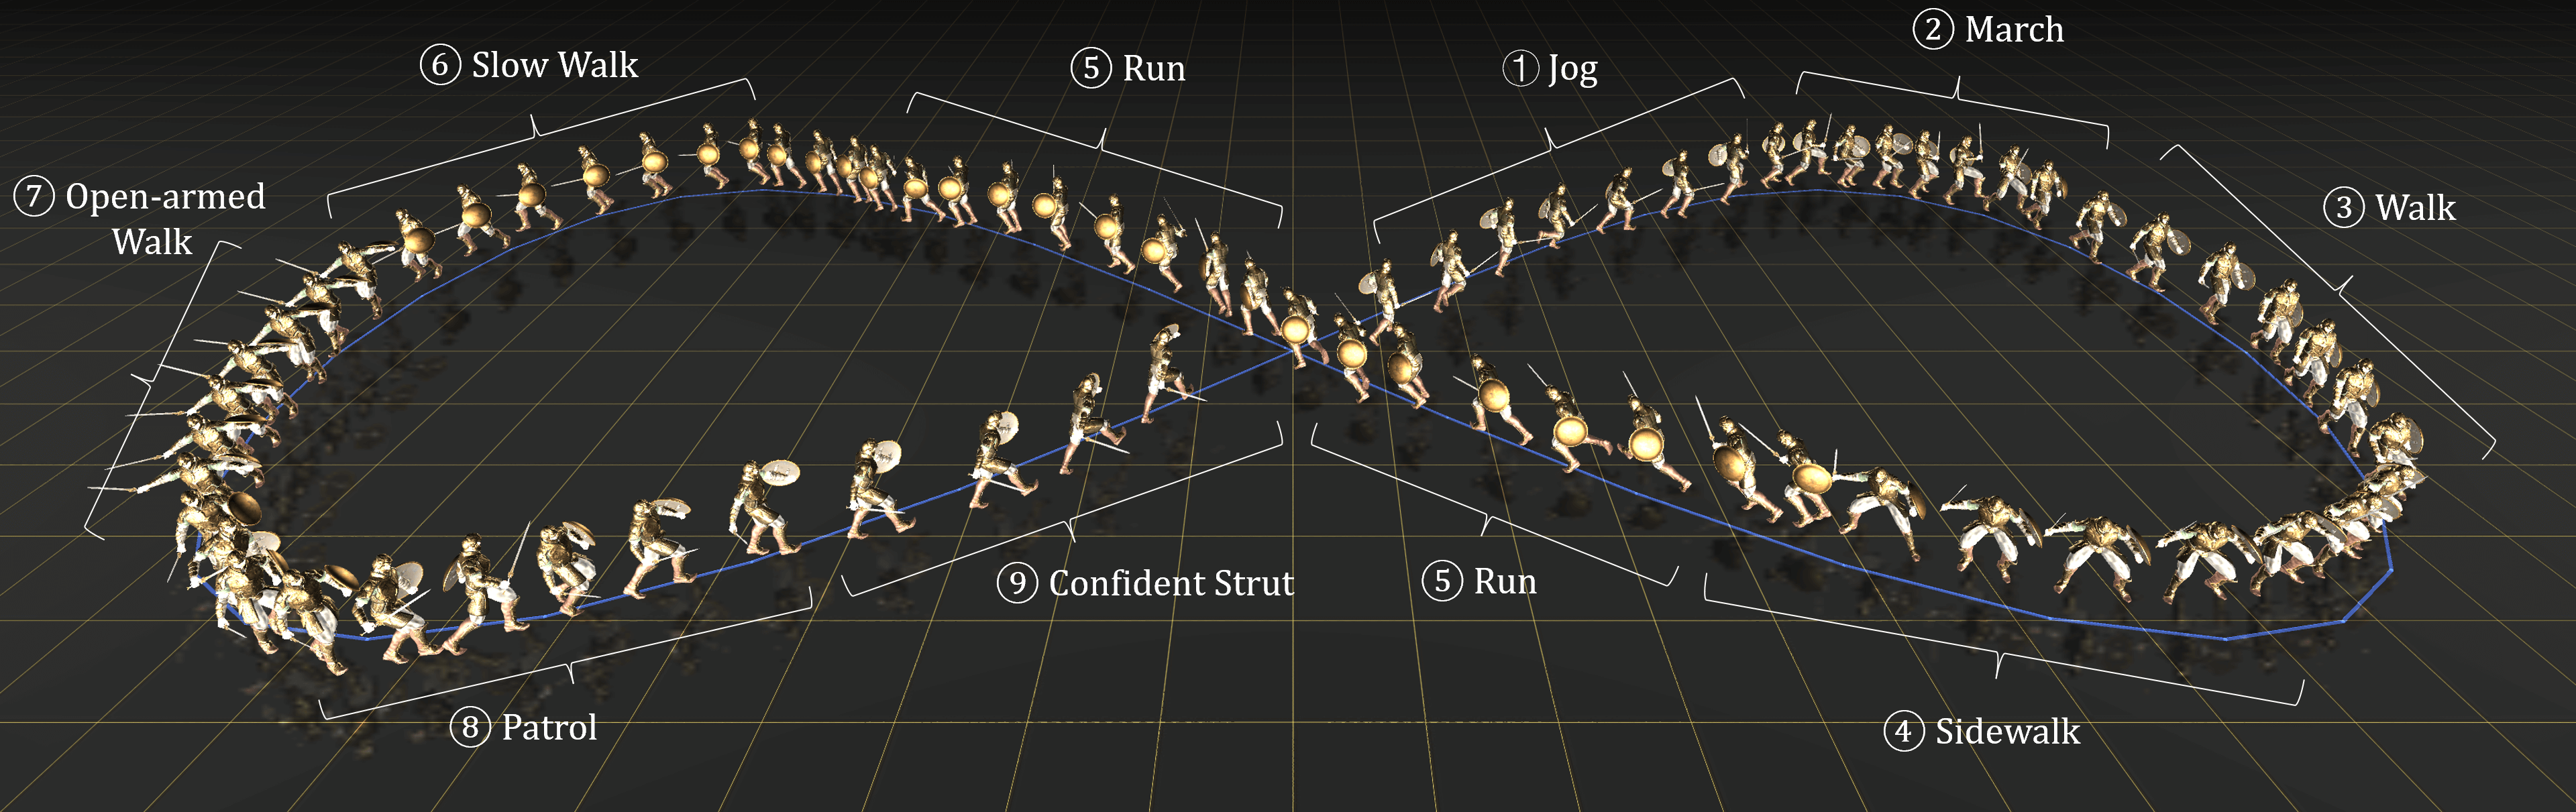 ② March
⑥ Slow Walk
⑤ Run
① Jog
⑦ Open-armed
Walk
③ Walk
⑨ Confident Strut
⑤ Run
⑧ Patrol
④ Sidewalk